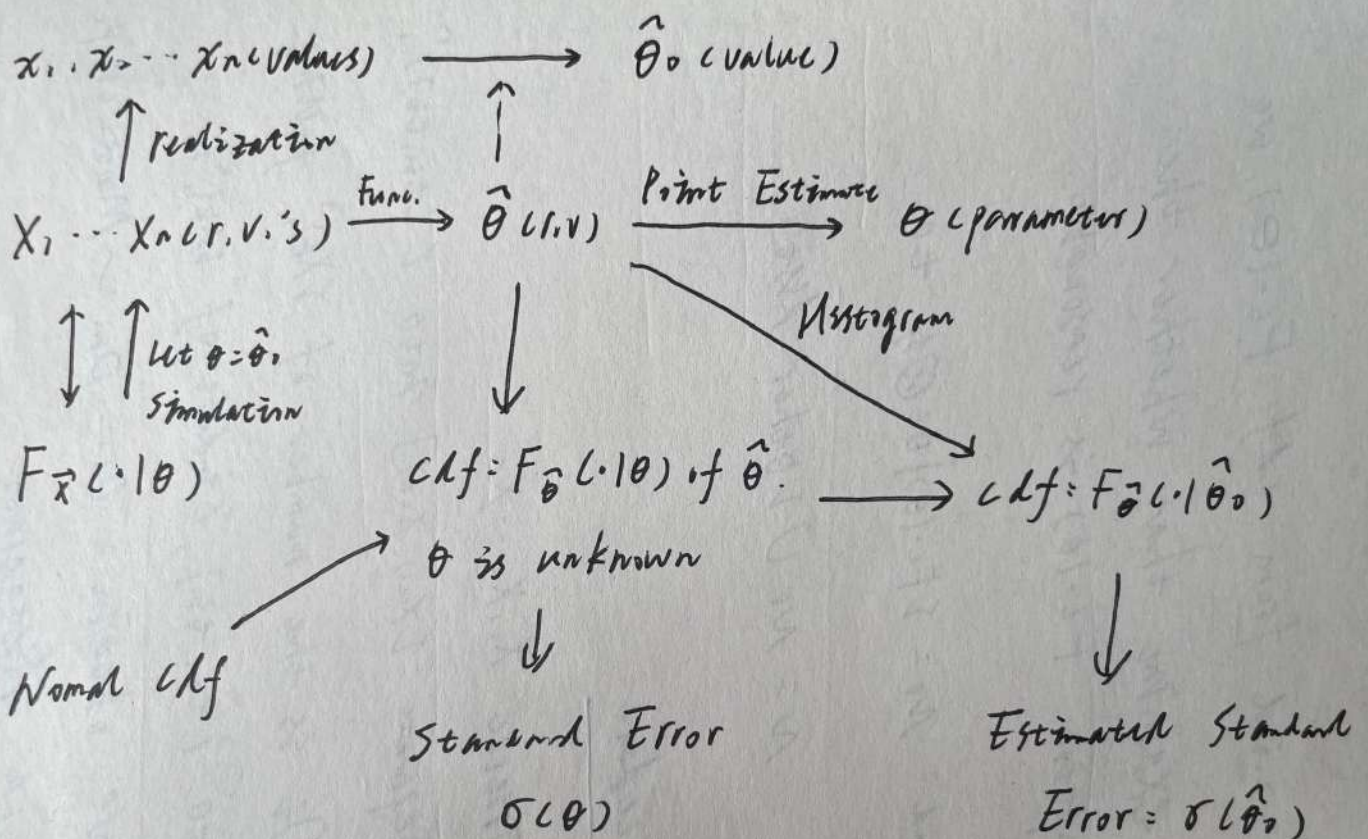 x₁, x₂ ⋯ xn (values) ⟶ θ̂₀ (value)
↑ realization
X₁ ⋯ Xn (r.v.'s) Func. ⟶ θ̂ (r.v) Point Estimate ⟶ θ (parameter)
Histogram
Let θ = θ̂₀
Simulation
F_X⃗ (·|θ)
cdf: F_θ̂ (·|θ) of θ̂. ⟶ cdf: F_θ̂ (·|θ̂₀)
θ is unknown
Nomal cdf
Standard Error
σ(θ)
Estimated Standard
Error: σ(θ̂₀)